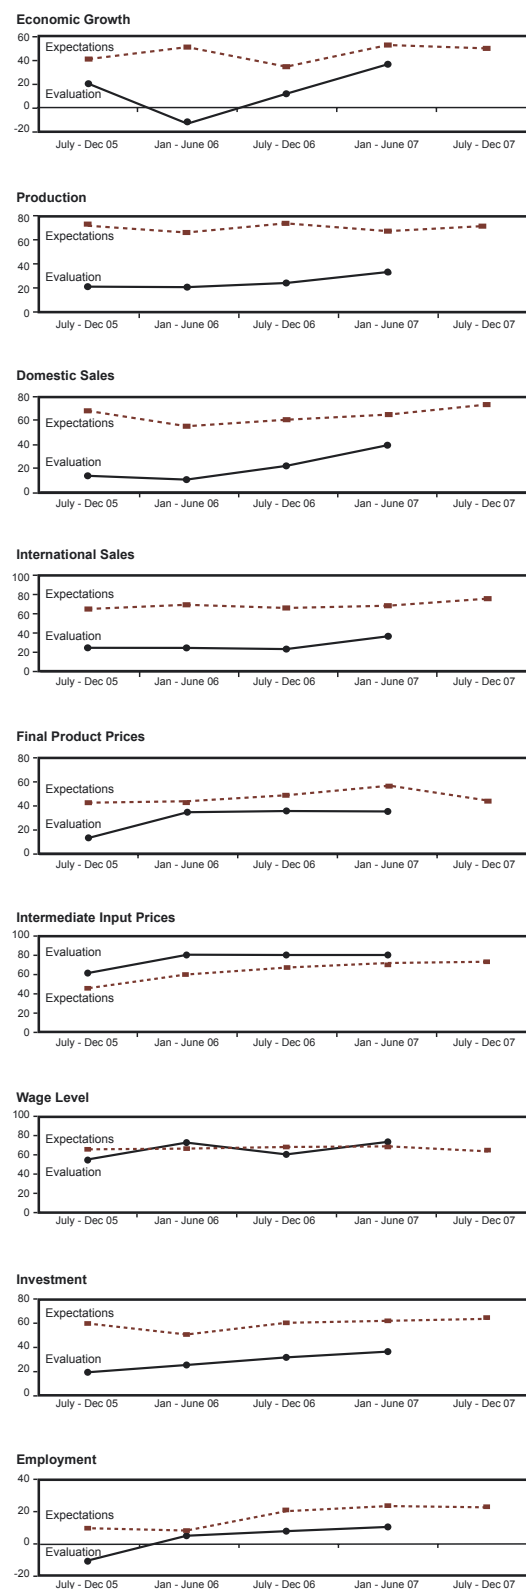 Economic Growth
60
Expectations
40
20
Evaluation
0
-20
July - Dec 05 Jan - June 06 July - Dec 06 Jan - June 07 July - Dec 07
Production
80
Expectations
60
40
Evaluation
20
0
July - Dec 05 Jan - June 06 July - Dec 06 Jan - June 07 July - Dec 07
Domestic Sales
80
60
Expectations
40
Evaluation
20
0
July - Dec 05 Jan - June 06 July - Dec 06 Jan - June 07 July - Dec 07
International Sales
100
80
Expectations
60
40
Evaluation
20
0
July - Dec 05 Jan - June 06 July - Dec 06 Jan - June 07 July - Dec 07
Final Product Prices
80
60
Expectations
40
Evaluation
20
0
July - Dec 05 Jan - June 06 July - Dec 06 Jan - June 07 July - Dec 07
Intermediate Input Prices
100
Evaluation
80
60
40
Expectations
20
0
July - Dec 05 Jan - June 06 July - Dec 06 Jan - June 07 July - Dec 07
Wage Level
100
80
Expectations
60
40
Evaluation
20
0
July - Dec 05 Jan - June 06 July - Dec 06 Jan - June 07 July - Dec 07
Investment
80
Expectations
60
40
Evaluation
20
0
July - Dec 05 Jan - June 06 July - Dec 06 Jan - June 07 July - Dec 07
Employment
40
20
Expectations
0
Evaluation
-20
July - Dec 05 Jan - June 06 July - Dec 06 Jan - June 07 July - Dec 07